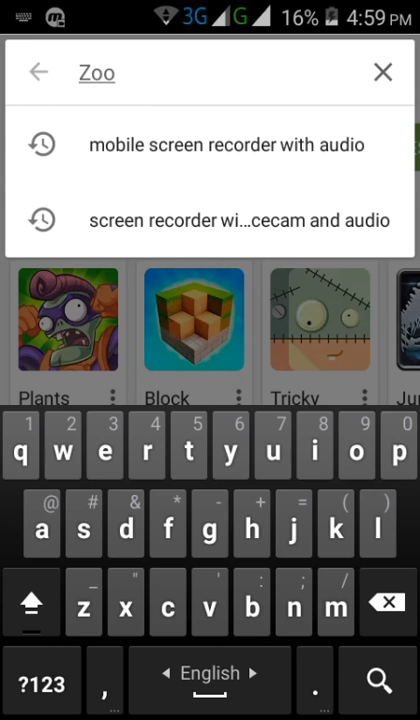 3G G 16% 4:59 PM
Zoo
mobile screen recorder with audio
screen recorder wi...cecam and audio
Plants Block Tricky Ju
1 2 3 4 5 6 7 8 9 0
q w e r t y u i o p
@ # & * - + = ( )
a s d f g h j k l
_ " ' : ; /
z x c v b n m
?123 , English .